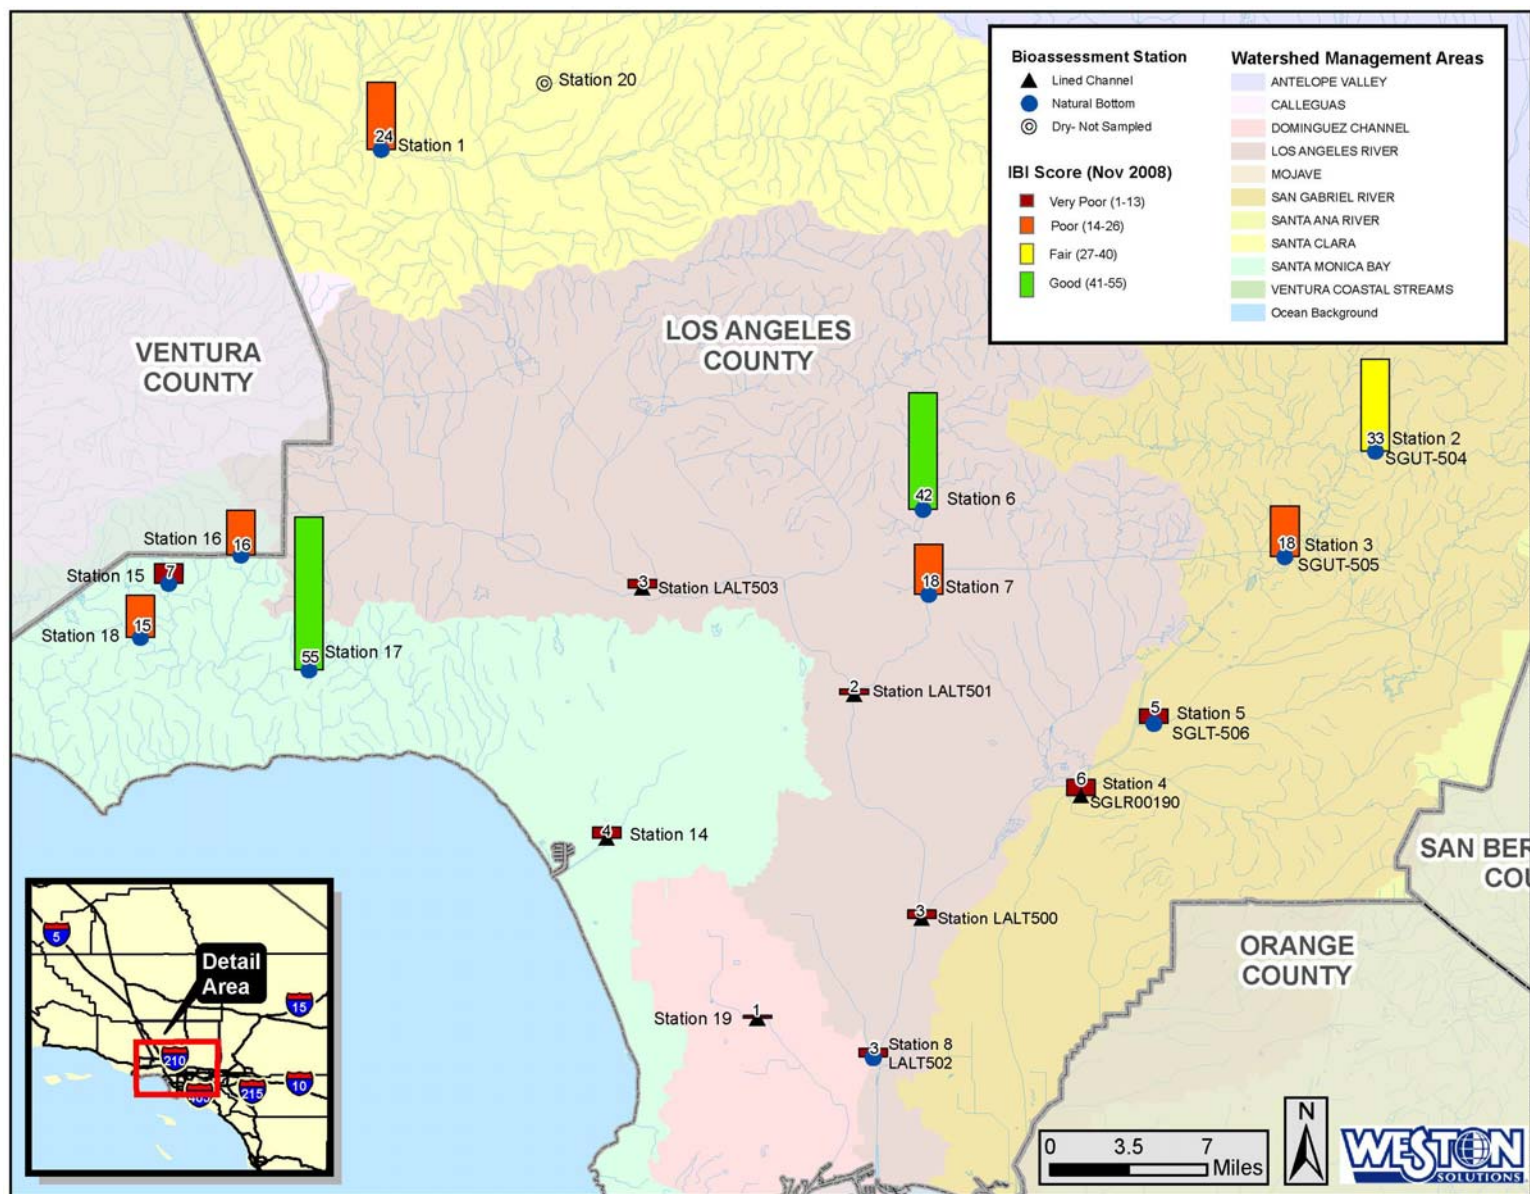 Station 20
24
Station 1
Bioassessment Station
Lined Channel
Natural Bottom
Dry- Not Sampled
IBI Score (Nov 2008)
Very Poor (1-13)
Poor (14-26)
Fair (27-40)
Good (41-55)
Watershed Management Areas
ANTELOPE VALLEY
CALLEGUAS
DOMINGUEZ CHANNEL
LOS ANGELES RIVER
MOJAVE
SAN GABRIEL RIVER
SANTA ANA RIVER
SANTA CLARA
SANTA MONICA BAY
VENTURA COASTAL STREAMS
Ocean Background
VENTURA
COUNTY
LOS ANGELES
COUNTY
33
Station 2
SGUT-504
42
Station 6
Station 16
16
18
Station 3
SGUT-505
Station 15
7
3
Station LALT503
18
Station 7
Station 18
15
55
Station 17
2
Station LALT501
5
Station 5
SGLT-506
6
Station 4
SGLR00190
4
Station 14
SAN BER
COU
3
Station LALT500
ORANGE
COUNTY
Station 19
1
3
Station 8
LALT502
5
Detail
Area
15
210
10
215
405
0
3.5
7
Miles
N
WESTON
SOLUTIONS